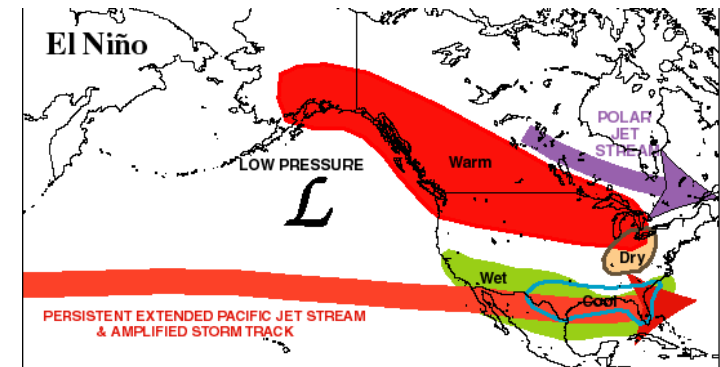 El Niño
POLAR
JET
STREAM
LOW PRESSURE
L
Warm
Dry
Wet
Cool
PERSISTENT EXTENDED PACIFIC JET STREAM
& AMPLIFIED STORM TRACK